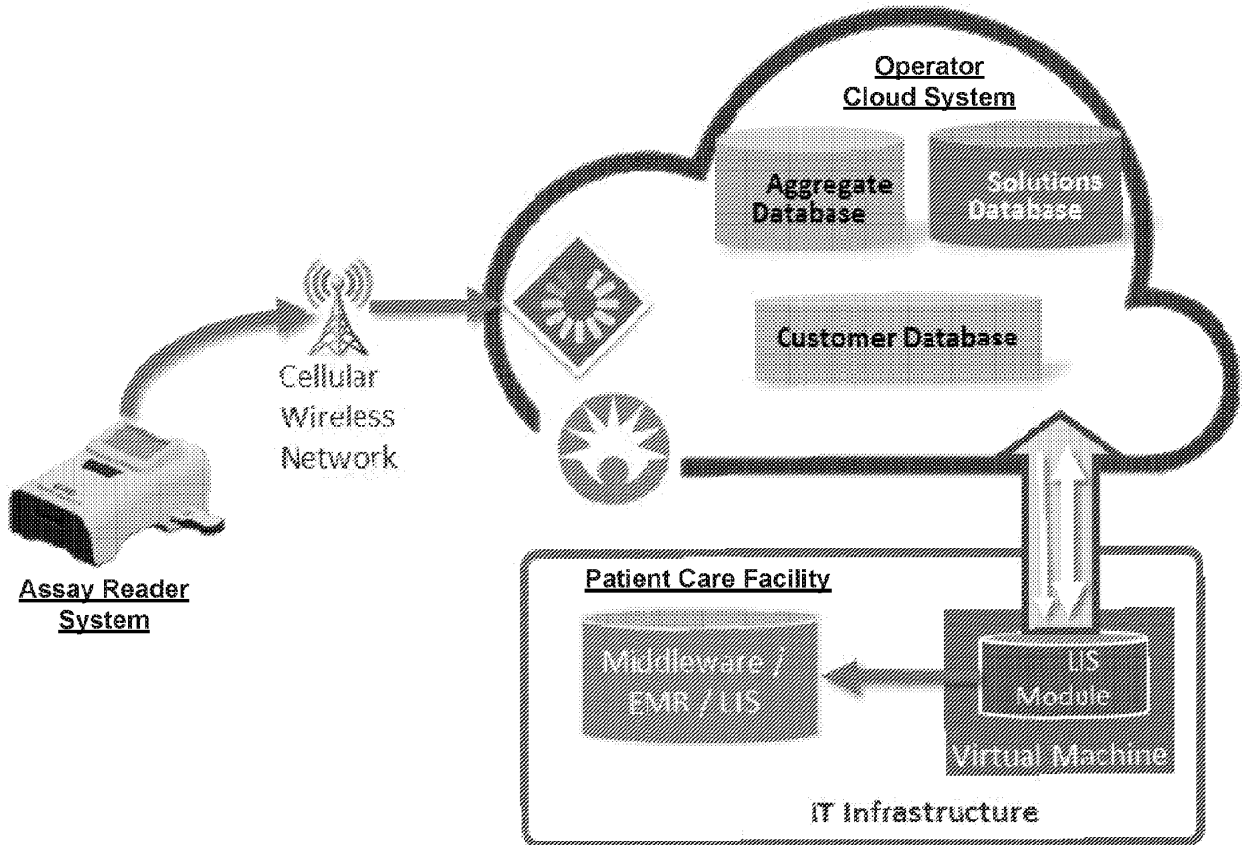 Operator
Cloud System
Aggregate
Database
Solutions
Database
Customer Database
Cellular
Wireless
Network
Assay Reader
System
Patient Care Facility
Middleware /
EMR / LIS
LIS
Module
Virtual Machine
IT Infrastructure